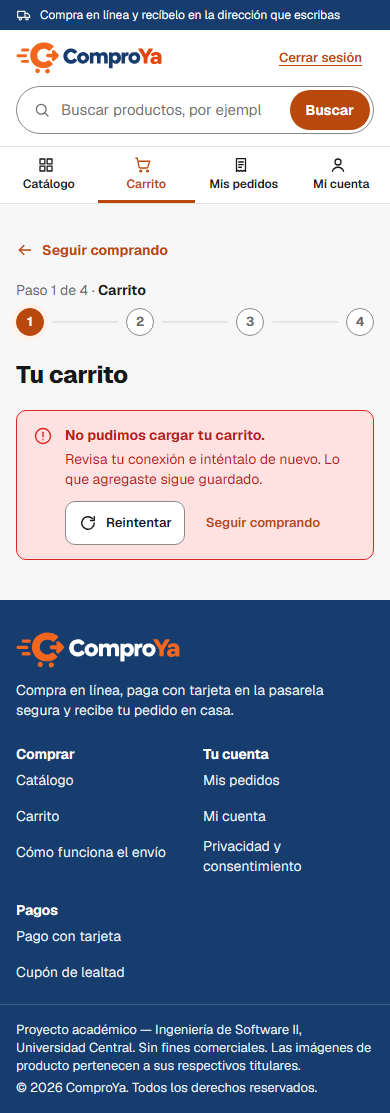 Compra en línea y recíbelo en la dirección que escribas
ComproYa
Cerrar sesión
Buscar productos, por ejempl
Buscar
Catálogo
Carrito
Mis pedidos
Mi cuenta
Seguir comprando
Paso 1 de 4 · Carrito
1
2
3
4
Tu carrito
No pudimos cargar tu carrito.
Revisa tu conexión e inténtalo de nuevo. Lo
que agregaste sigue guardado.
Reintentar
Seguir comprando
ComproYa
Compra en línea, paga con tarjeta en la pasarela
segura y recibe tu pedido en casa.
Comprar
Catálogo
Carrito
Cómo funciona el envío
Tu cuenta
Mis pedidos
Mi cuenta
Privacidad y
consentimiento
Pagos
Pago con tarjeta
Cupón de lealtad
Proyecto académico — Ingeniería de Software II,
Universidad Central. Sin fines comerciales. Las imágenes de
producto pertenecen a sus respectivos titulares.
© 2026 ComproYa. Todos los derechos reservados.